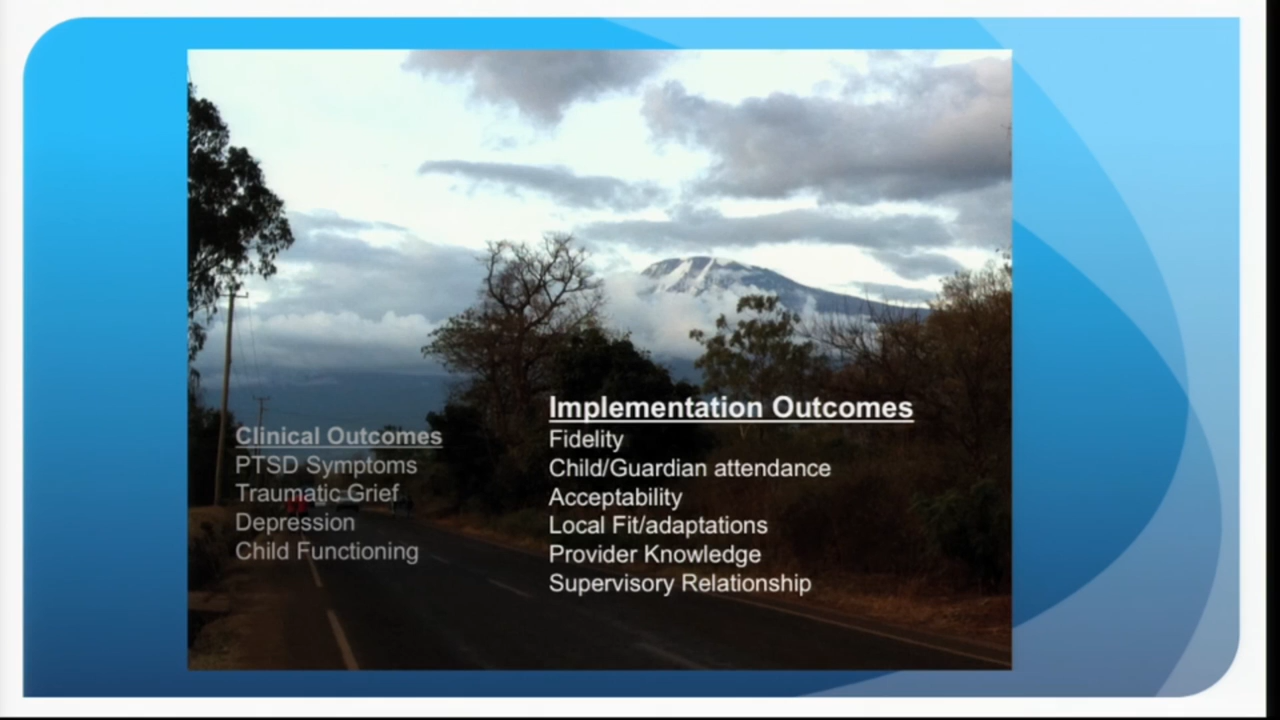 Clinical Outcomes
PTSD Symptoms
Traumatic Grief
Depression
Child Functioning
Implementation Outcomes
Fidelity
Child/Guardian attendance
Acceptability
Local Fit/adaptations
Provider Knowledge
Supervisory Relationship